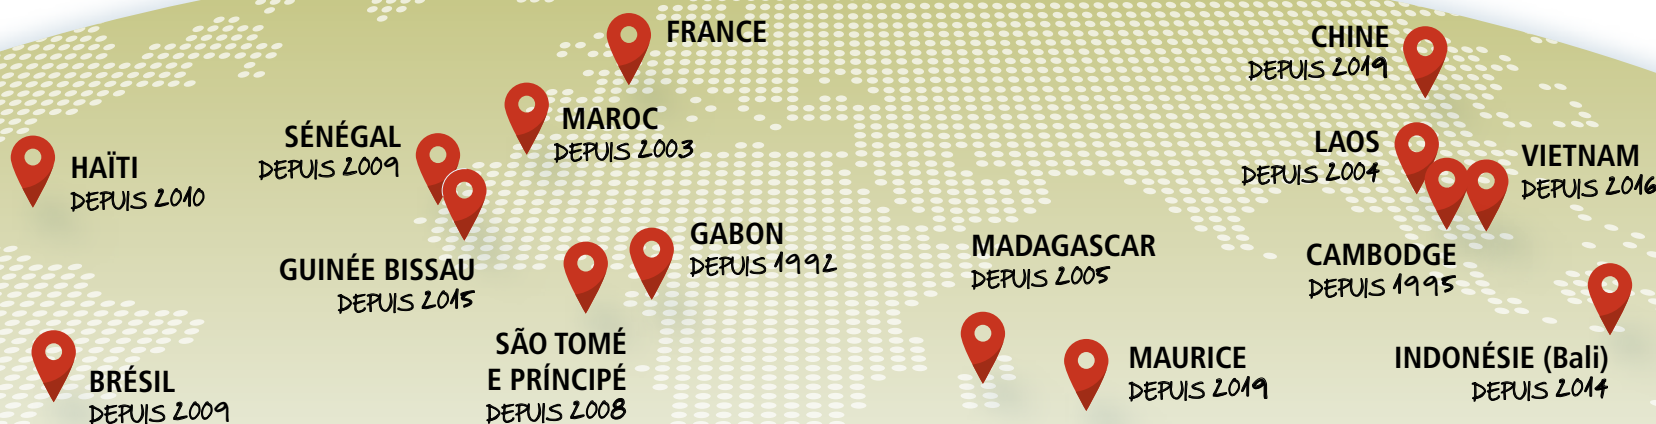 FRANCE
CHINE
DEPUIS 2019
MAROC
DEPUIS 2003
SÉNÉGAL
DEPUIS 2009
HAÏTI
DEPUIS 2010
LAOS
DEPUIS 2004
VIETNAM
DEPUIS 2016
GUINÉE BISSAU
DEPUIS 2015
GABON
DEPUIS 1992
MADAGASCAR
DEPUIS 2005
CAMBODGE
DEPUIS 1995
SÃO TOMÉ
E PRÍNCIPÉ
DEPUIS 2008
BRÉSIL
DEPUIS 2009
MAURICE
DEPUIS 2019
INDONÉSIE (Bali)
DEPUIS 2014